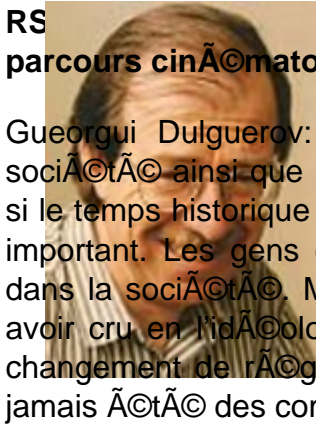 RS
parcours cinÃ©mato
Gueorgui Dulguerov:
sociÃ©tÃ© ainsi que
si le temps historique
important. Les gens
dans la sociÃ©tÃ©. M
avoir cru en l'idÃ©olo
changement de rÃ©g
jamais Ã©tÃ© des cor